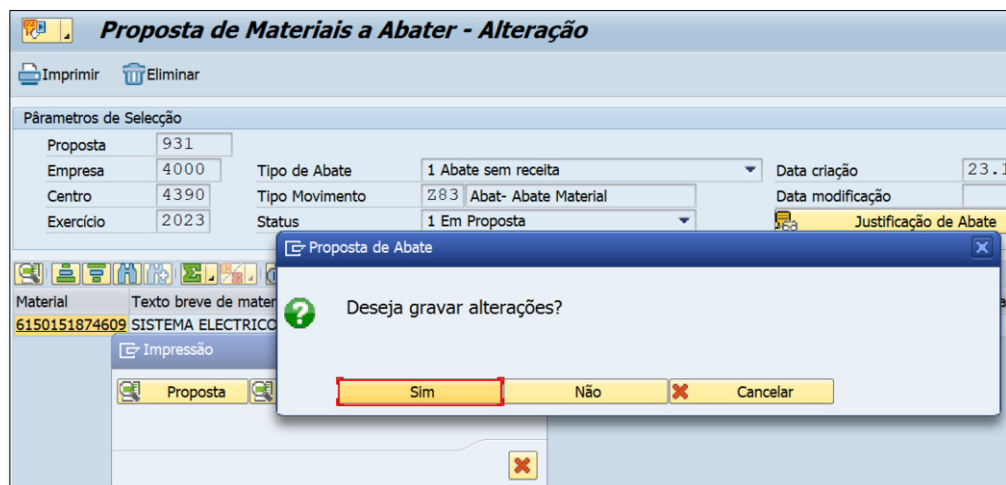 Proposta de Materiais a Abater - Alteração
Imprimir Eliminar
Pârametros de Selecção
Proposta 931
Empresa 4000 Tipo de Abate 1 Abate sem receita Data criação 23.1
Centro 4390 Tipo Movimento Z83 Abat- Abate Material Data modificação
Exercício 2023 Status 1 Em Proposta Justificação de Abate
Proposta de Abate
Deseja gravar alterações?
Sim Não Cancelar
Material Texto breve de mater
6150151874609 SISTEMA ELECTRICO
Impressão
Proposta